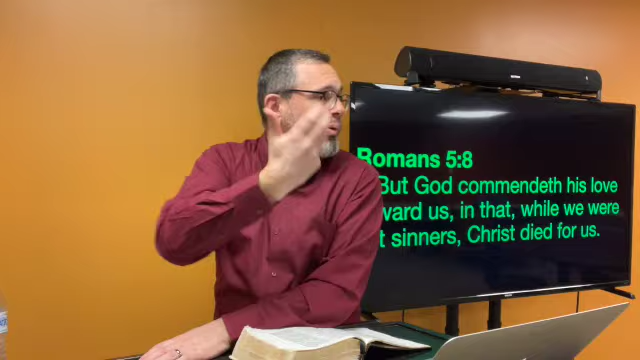 Romans 5:8
But God commendeth his love
ward us, in that, while we were
t sinners, Christ died for us.